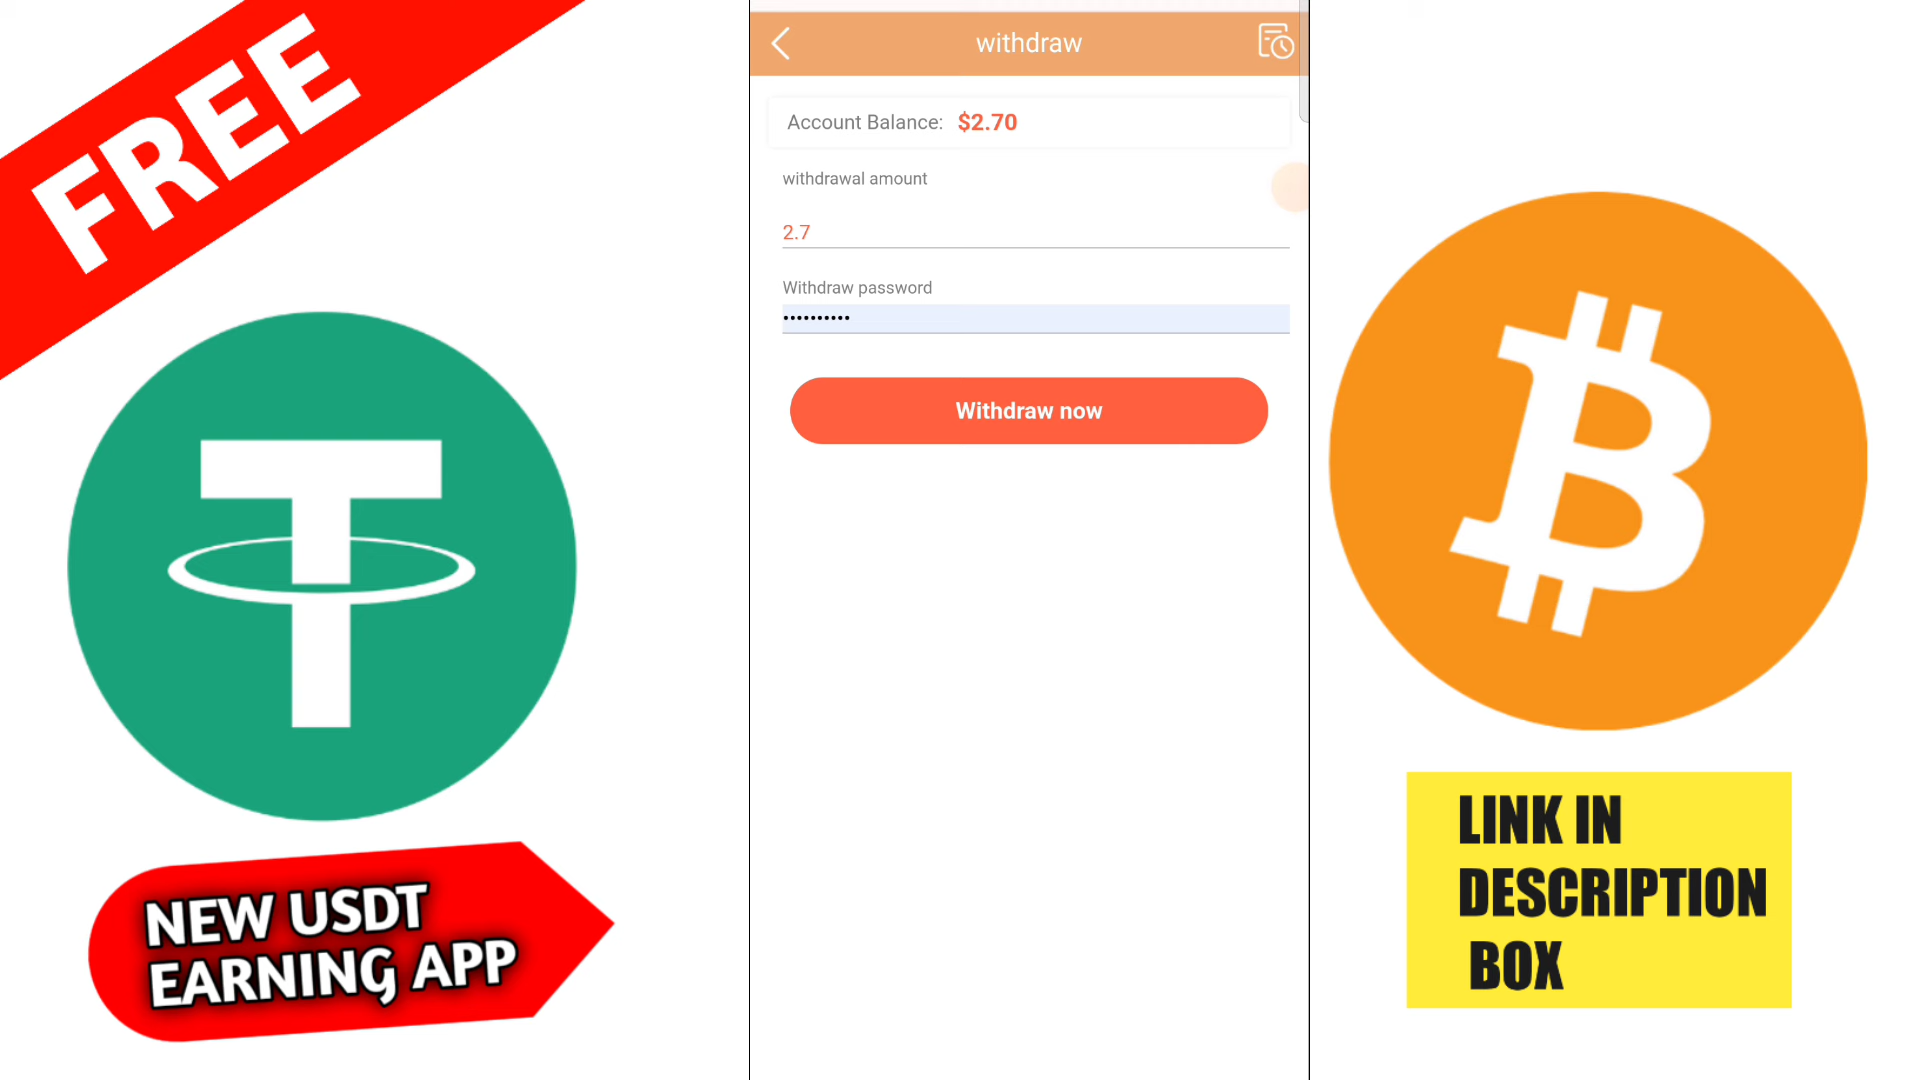 FREE
withdraw
Account Balance: $2.70
withdrawal amount
2.7
Withdraw password
••••••••••
Withdraw now
NEW USDT
EARNING APP
LINK IN
DESCRIPTION
BOX